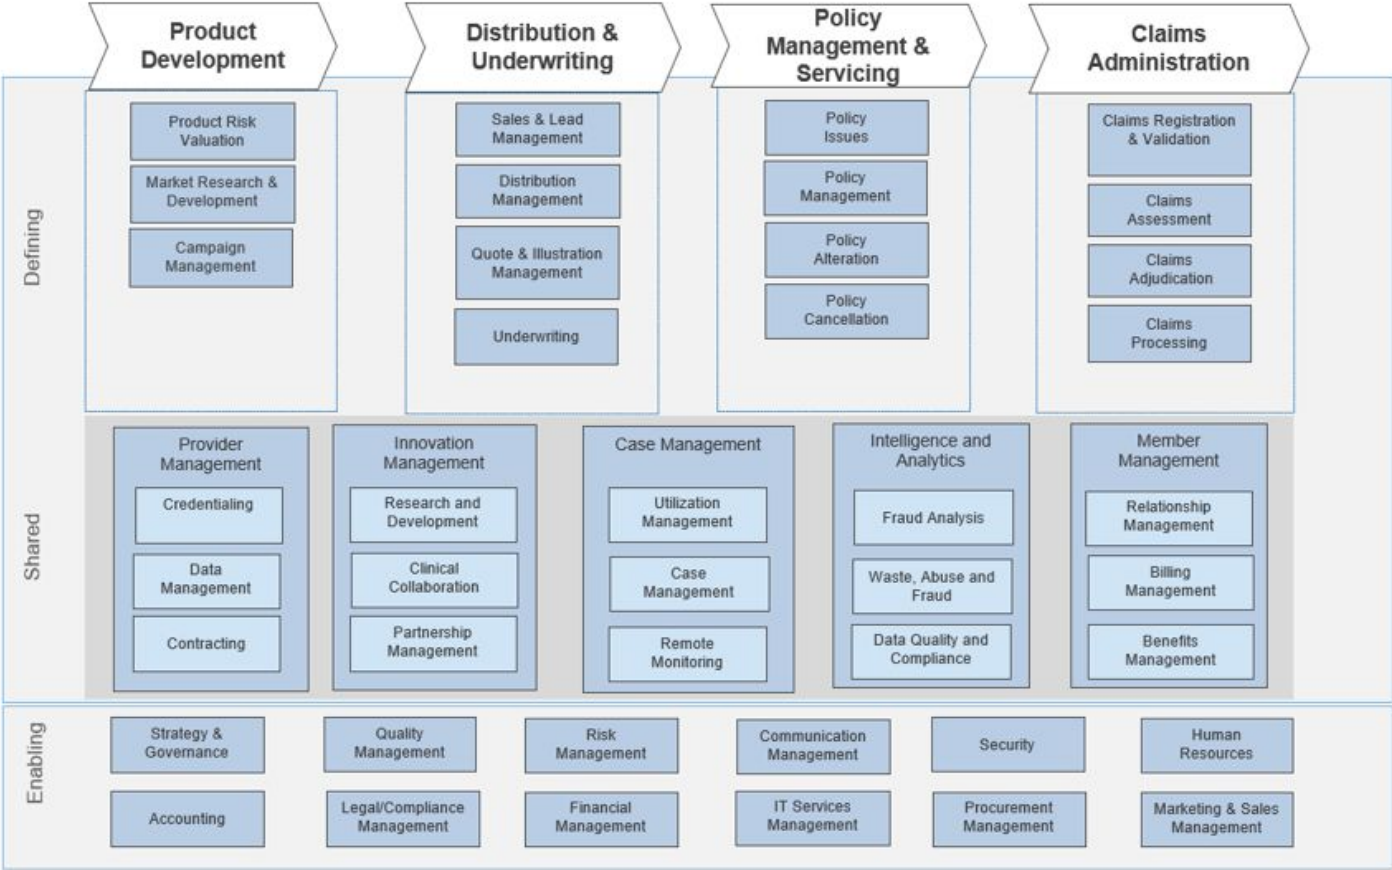 Product
Development
Distribution &
Underwriting
Policy
Management &
Servicing
Claims
Administration
Defining
Product Risk
Valuation
Market Research &
Development
Campaign
Management
Sales & Lead
Management
Distribution
Management
Quote & Illustration
Management
Underwriting
Policy
Issues
Policy
Management
Policy
Alteration
Policy
Cancellation
Claims Registration
& Validation
Claims
Assessment
Claims
Adjudication
Claims
Processing
Shared
Provider
Management
Credentialing
Data
Management
Contracting
Innovation
Management
Research and
Development
Clinical
Collaboration
Partnership
Management
Case Management
Utilization
Management
Case
Management
Remote
Monitoring
Intelligence and
Analytics
Fraud Analysis
Waste, Abuse and
Fraud
Data Quality and
Compliance
Member
Management
Relationship
Management
Billing
Management
Benefits
Management
Enabling
Strategy &
Governance
Quality
Management
Risk
Management
Communication
Management
Security
Human
Resources
Accounting
Legal/Compliance
Management
Financial
Management
IT Services
Management
Procurement
Management
Marketing & Sales
Management